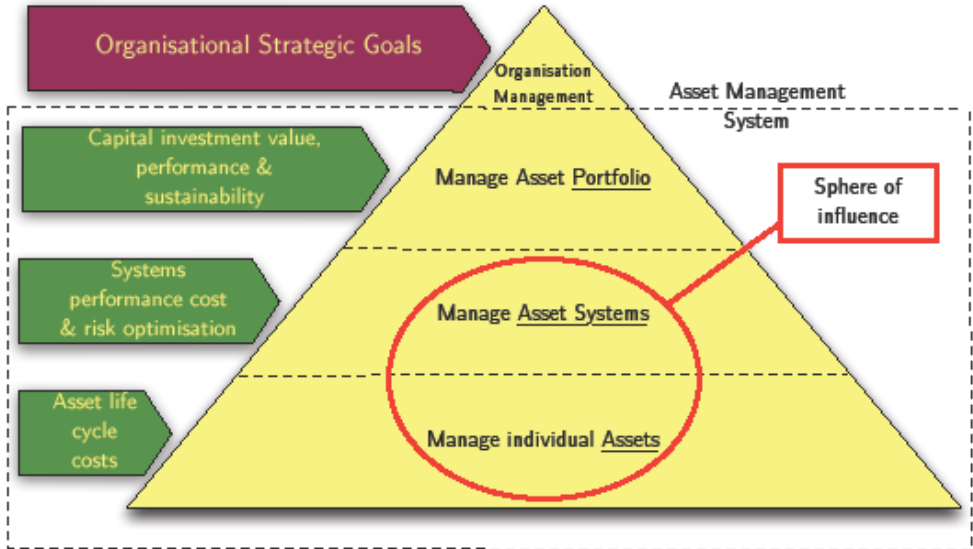 Organisational Strategic Goals
Organisation
Management
Asset Management
System
Capital investment value,
performance &
sustainability
Manage Asset Portfolio
Sphere of
influence
Systems
performance cost
& risk optimisation
Manage Asset Systems
Asset life
cycle
costs
Manage individual Assets